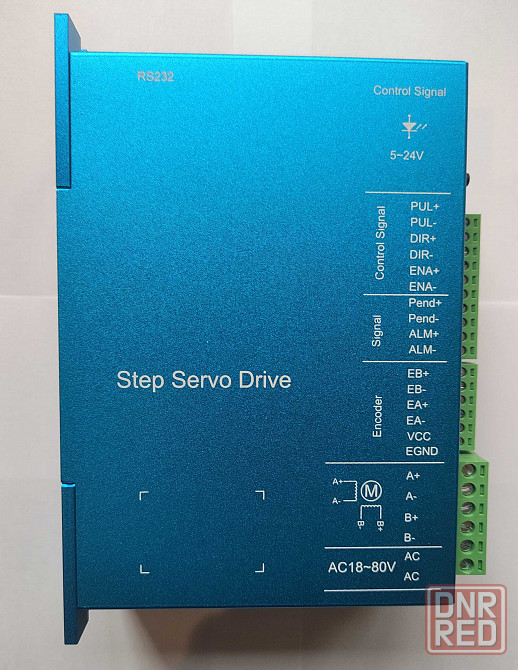 RS232
Control Signal
5~24V
Control Signal
PUL+
PUL-
DIR+
DIR-
ENA+
ENA-
Signal
Pend+
Pend-
ALM+
ALM-
Step Servo Drive
Encoder
EB+
EB-
EA+
EA-
VCC
EGND
A+
A-
M
B-
B+
A+
A-
B+
B-
AC18~80V
AC
AC
DNR
RED